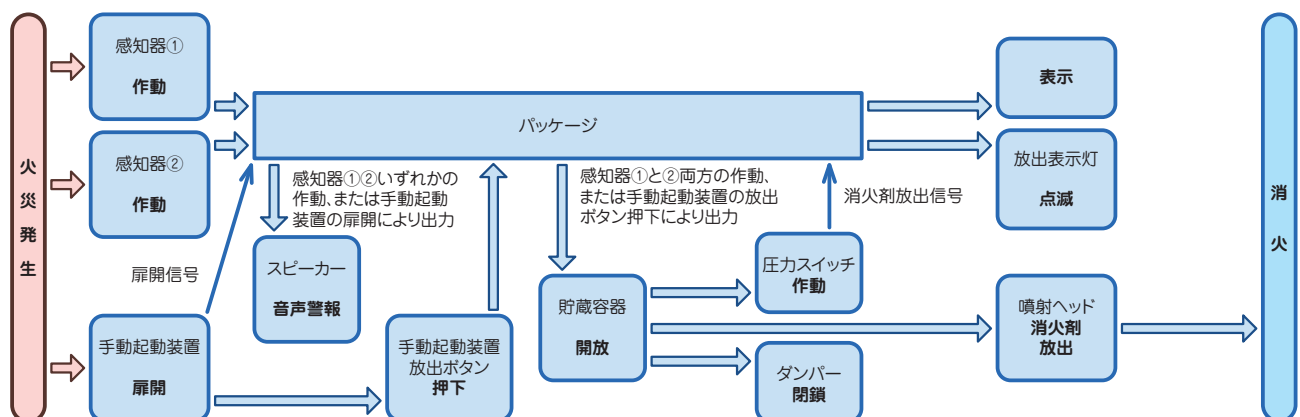 火災発生
感知器①
作動
感知器②
作動
手動起動装置
扉開
扉開信号
パッケージ
感知器①②いずれかの
作動、または手動起動
装置の扉開により出力
スピーカー
音声警報
手動起動装置
放出ボタン
押下
感知器①と②両方の作動、
または手動起動装置の放出
ボタン押下により出力
貯蔵容器
開放
消火剤放出信号
圧力スイッチ
作動
ダンパー
閉鎖
表示
放出表示灯
点滅
噴射ヘッド
消火剤
放出
消火